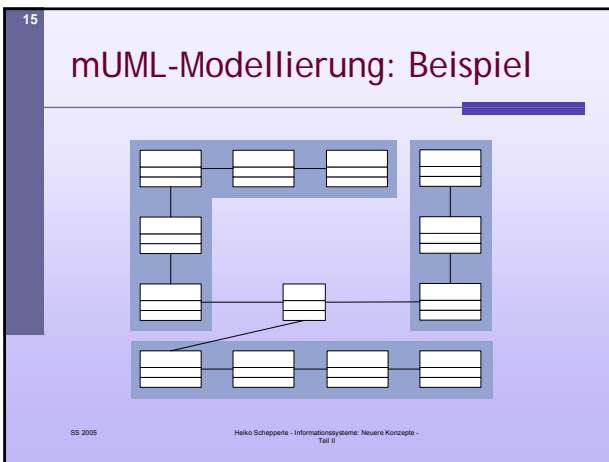 15
mUML-Modellierung: Beispiel
SS 2005
Heiko Schepperle - Informationssysteme: Neuere Konzepte -
Teil II